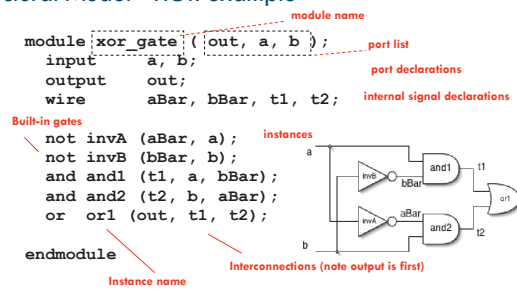 module name
module xor_gate ( out, a, b );
port list
input a, b;
port declarations
output out;
wire aBar, bBar, t1, t2;
internal signal declarations
Built-in gates
not invA (aBar, a);
instances
not invB (bBar, b);
and and1 (t1, a, bBar);
and and2 (t2, b, aBar);
or or1 (out, t1, t2);
endmodule
Instance name
Interconnections (note output is first)
a
invB
bBar
and1
t1
or1
invA
aBar
and2
t2
b